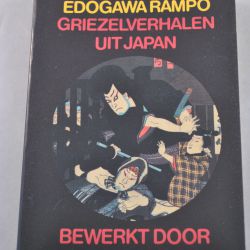 EDOGAWA RAMPO
GRIEZELVERHALEN
UIT JAPAN
BEWERKT DOOR